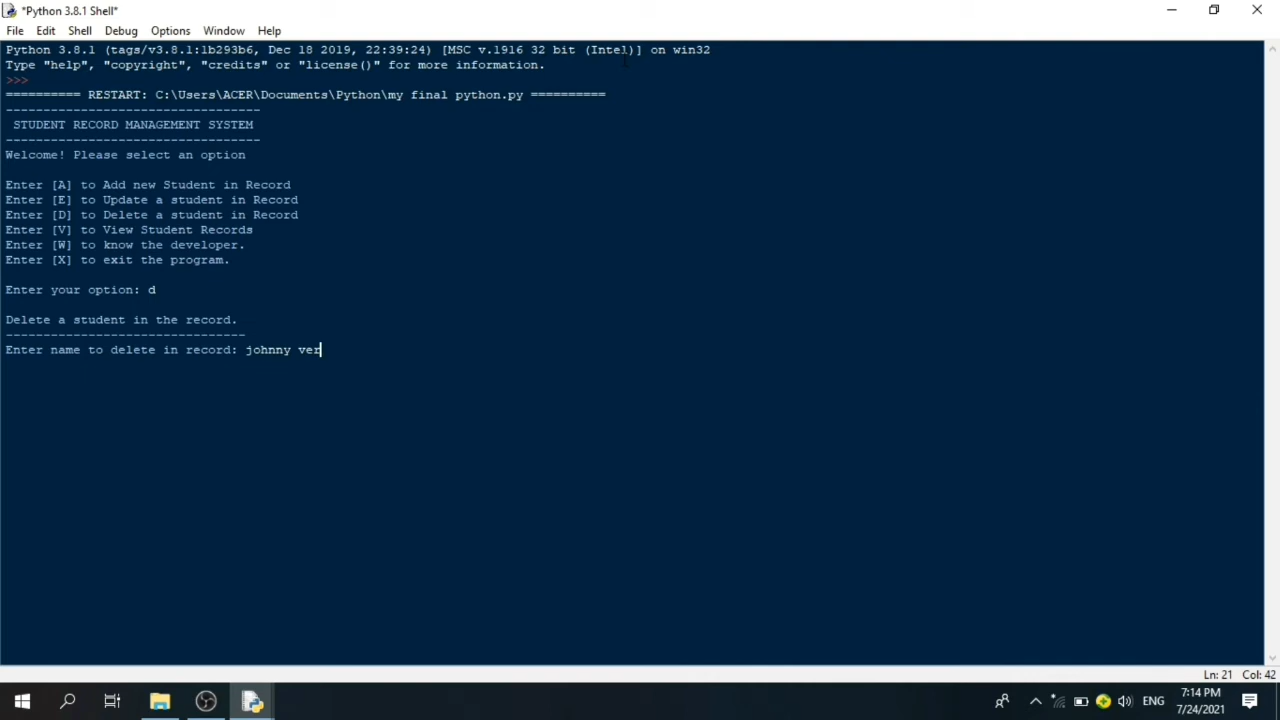 *Python 3.8.1 Shell*
File Edit Shell Debug Options Window Help
Python 3.8.1 (tags/v3.8.1:1b293b6, Dec 18 2019, 22:39:24) [MSC v.1916 32 bit (Intel)] on win32
Type "help", "copyright", "credits" or "license()" for more information.
>>>
========== RESTART: C:\Users\ACER\Documents\Python\my final python.py ==========
----------------------------------
STUDENT RECORD MANAGEMENT SYSTEM
----------------------------------
Welcome! Please select an option
Enter [A] to Add new Student in Record
Enter [E] to Update a student in Record
Enter [D] to Delete a student in Record
Enter [V] to View Student Records
Enter [W] to know the developer.
Enter [X] to exit the program.
Enter your option: d
Delete a student in the record.
--------------------------------
Enter name to delete in record: johnny ver
Ln: 21 Col: 42
ENG
7:14 PM
7/24/2021